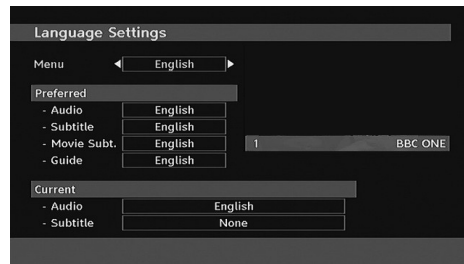 Language Settings
Menu English
Preferred
- Audio English
- Subtitle English
- Movie Subt. English
- Guide English
1 BBC ONE
Current
- Audio English
- Subtitle None